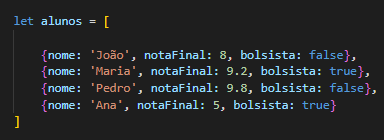 let alunos = [
{nome: 'João', notaFinal: 8, bolsista: false},
{nome: 'Maria', notaFinal: 9.2, bolsista: true},
{nome: 'Pedro', notaFinal: 9.8, bolsista: false},
{nome: 'Ana', notaFinal: 5, bolsista: true}
]